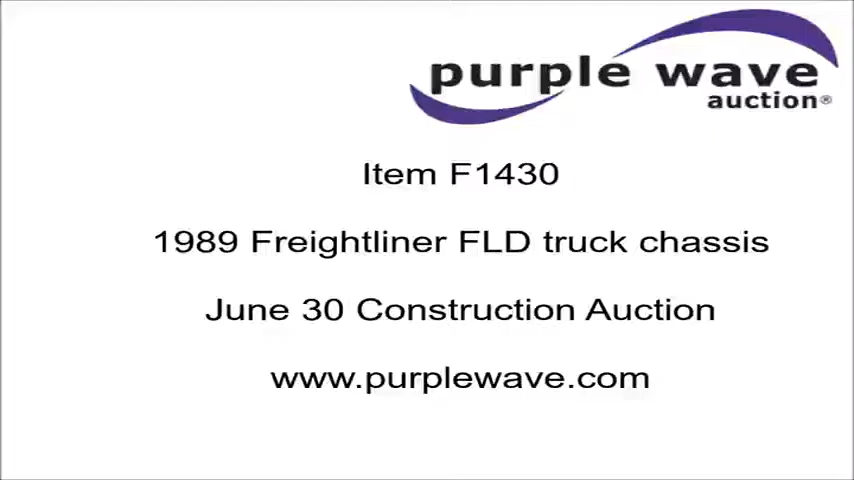 purple wave
auction®
Item F1430
1989 Freightliner FLD truck chassis
June 30 Construction Auction
www.purplewave.com